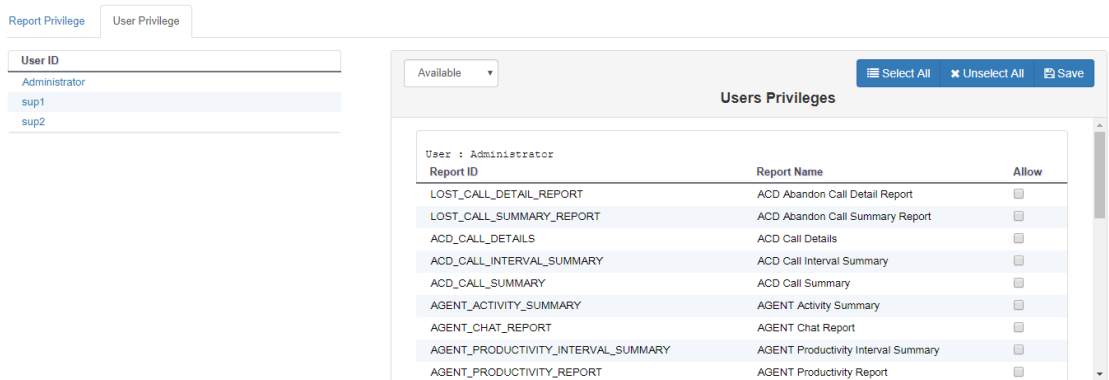 Report Privilege User Privilege
User ID
Administrator
sup1
sup2
Available Select All Unselect All Save
Users Privileges
User : Administrator
Report ID Report Name Allow
LOST_CALL_DETAIL_REPORT ACD Abandon Call Detail Report
LOST_CALL_SUMMARY_REPORT ACD Abandon Call Summary Report
ACD_CALL_DETAILS ACD Call Details
ACD_CALL_INTERVAL_SUMMARY ACD Call Interval Summary
ACD_CALL_SUMMARY ACD Call Summary
AGENT_ACTIVITY_SUMMARY AGENT Activity Summary
AGENT_CHAT_REPORT AGENT Chat Report
AGENT_PRODUCTIVITY_INTERVAL_SUMMARY AGENT Productivity Interval Summary
AGENT_PRODUCTIVITY_REPORT AGENT Productivity Report